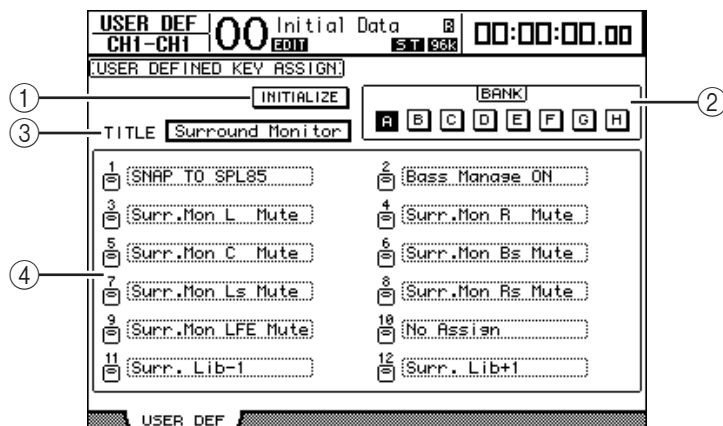 USER DEF 00 Initial Data R
CH1-CH1 EDIT ST 96K 00:00:00.00
USER DEFINED KEY ASSIGN
1 INITIALIZE BANK 2
3 TITLE Surround Monitor A B C D E F G H
1 SNAP TO SPL85 2 Bass Manage ON
3 Surr.Mon L Mute 4 Surr.Mon R Mute
5 Surr.Mon C Mute 6 Surr.Mon Bs Mute
4 7 Surr.Mon Ls Mute 8 Surr.Mon Rs Mute
9 Surr.Mon LFE Mute 10 No Assign
11 Surr. Lib-1 12 Surr. Lib+1
USER DEF